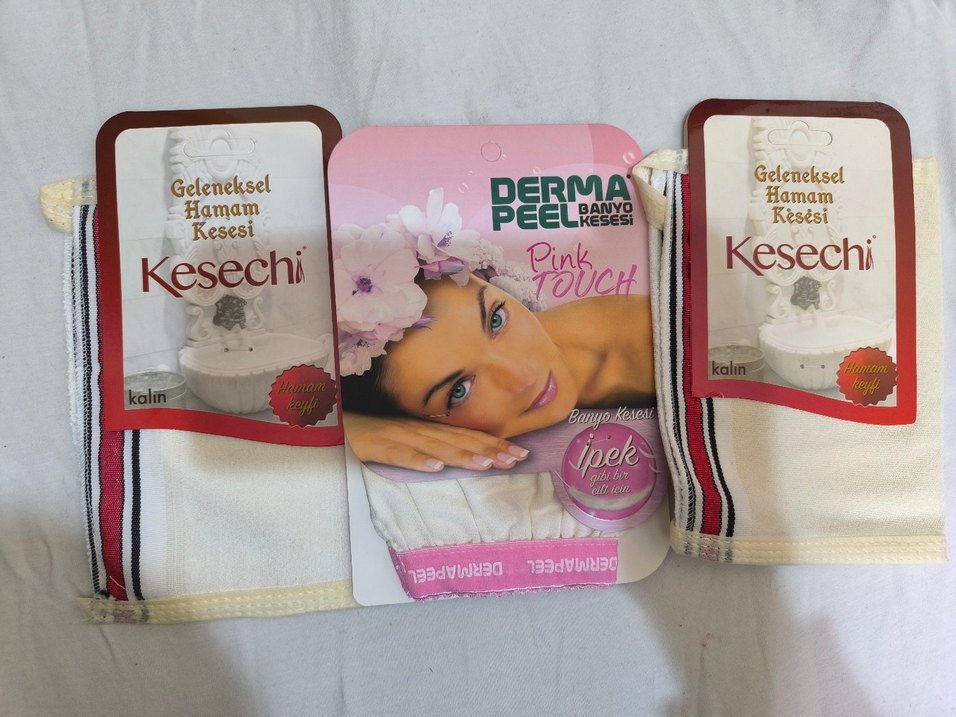 Geleneksel
Hamam
Kesesi
Kesechi
kalın
Hamam
keyfi
DERMA
PEEL BANYO
KESESİ
Pink
TOUCH
Banyo Kesesi
ipek
gibi bir
cilt için
DERMAPEEL
DERMAPEEL
Geleneksel
Hamam
Kesesi
Kesechi
kalın
Hamam
keyfi